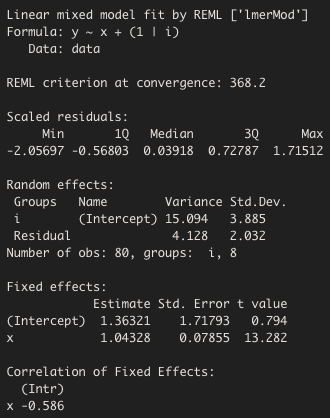 Linear mixed model fit by REML ['lmerMod']
Formula: y ~ x + (1 | i)
   Data: data

REML criterion at convergence: 368.2

Scaled residuals:
     Min       1Q   Median       3Q      Max
-2.05697 -0.56803  0.03918  0.72787  1.71512

Random effects:
 Groups   Name        Variance Std.Dev.
 i        (Intercept) 15.094   3.885
 Residual              4.128   2.032
Number of obs: 80, groups:  i, 8

Fixed effects:
            Estimate Std. Error t value
(Intercept)  1.36321    1.71793   0.794
x            1.04328    0.07855  13.282

Correlation of Fixed Effects:
  (Intr)
x -0.586